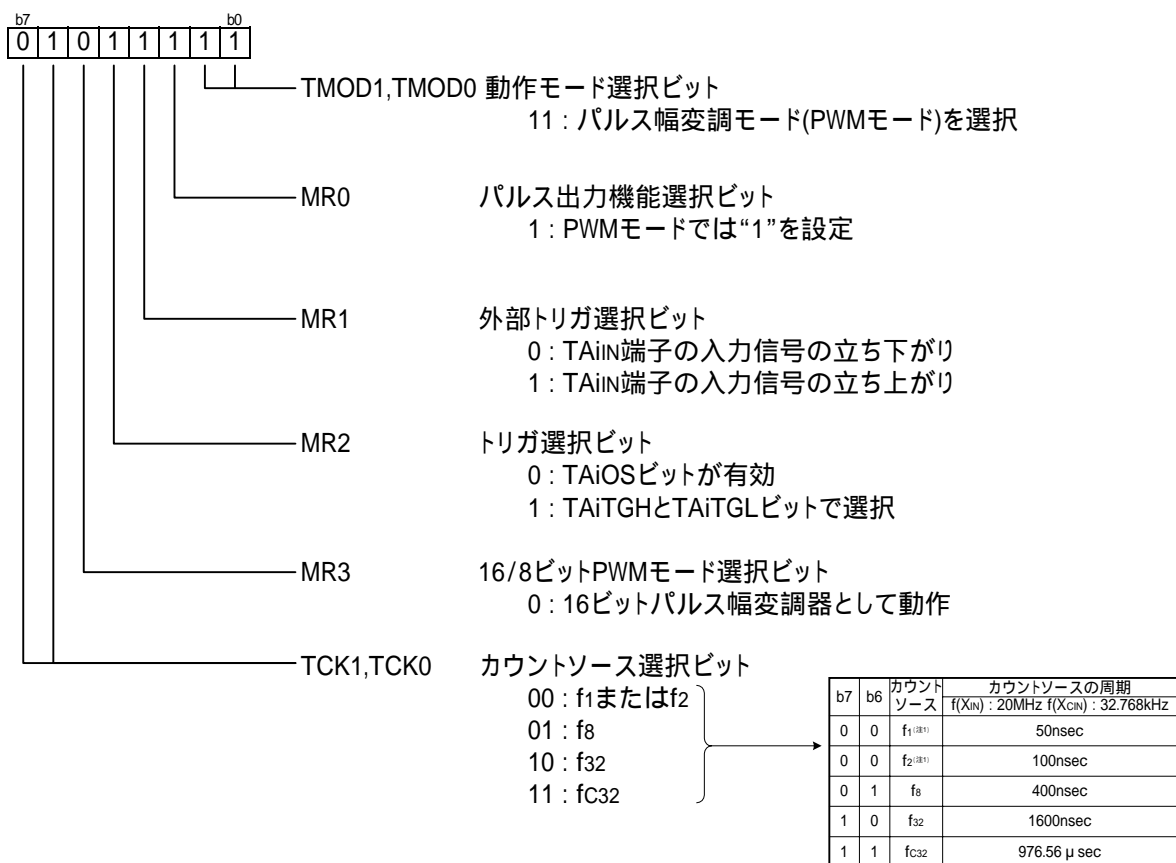 b7 b0
0 1 0 1 1 1 1 1
TMOD1,TMOD0 動作モード選択ビット
11 : パルス幅変調モード(PWMモード)を選択
MR0 パルス出力機能選択ビット
1 : PWMモードでは“1”を設定
MR1 外部トリガ選択ビット
0 : TAiIN端子の入力信号の立ち下がり
1 : TAiIN端子の入力信号の立ち上がり
MR2 トリガ選択ビット
0 : TAiOSビットが有効
1 : TAiTGHとTAiTGLビットで選択
MR3 16/8ビットPWMモード選択ビット
0 : 16ビットパルス幅変調器として動作
TCK1,TCK0 カウントソース選択ビット
00 : f1またはf2
01 : f8
10 : f32
11 : fC32
b7 b6 カウントソース カウントソースの周期
f(XIN) : 20MHz f(XCIN) : 32.768kHz
0 0 f1(注1) 50nsec
0 0 f2(注1) 100nsec
0 1 f8 400nsec
1 0 f32 1600nsec
1 1 fC32 976.56 μ sec